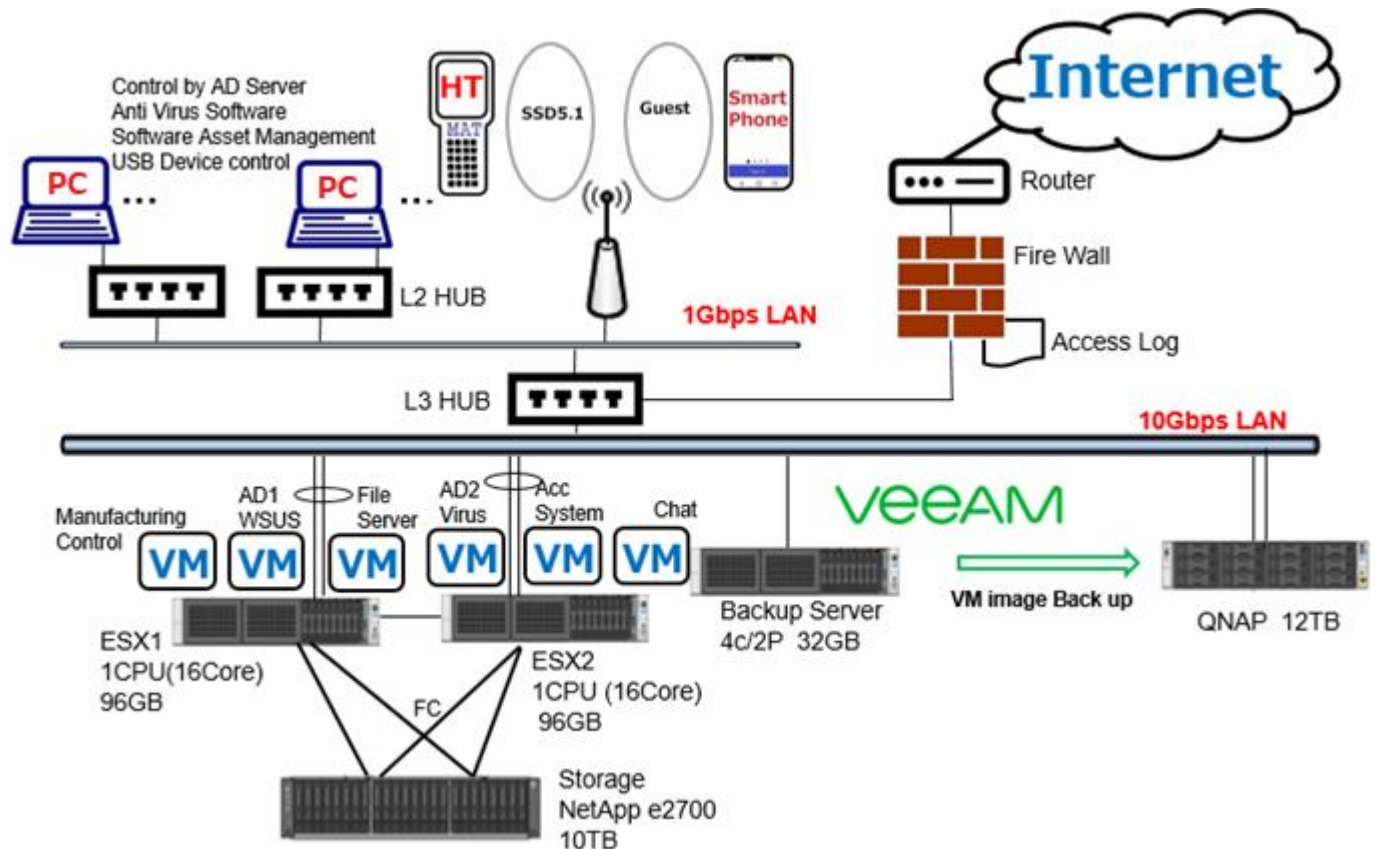 Control by AD Server
Anti Virus Software
Software Asset Management
USB Device control
PC
...
PC
...
HT
MAT
SSD5.1
Guest
Smart
Phone
Internet
Router
Fire Wall
Access Log
L2 HUB
1Gbps LAN
L3 HUB
10Gbps LAN
Manufacturing
Control
AD1
WSUS
File
Server
AD2
Virus
Acc
System
Chat
VM
VM
VM
VM
VM
VM
veeAM
VM image Back up
ESX1
1CPU(16Core)
96GB
ESX2
1CPU (16Core)
96GB
Backup Server
4c/2P 32GB
QNAP 12TB
FC
Storage
NetApp e2700
10TB